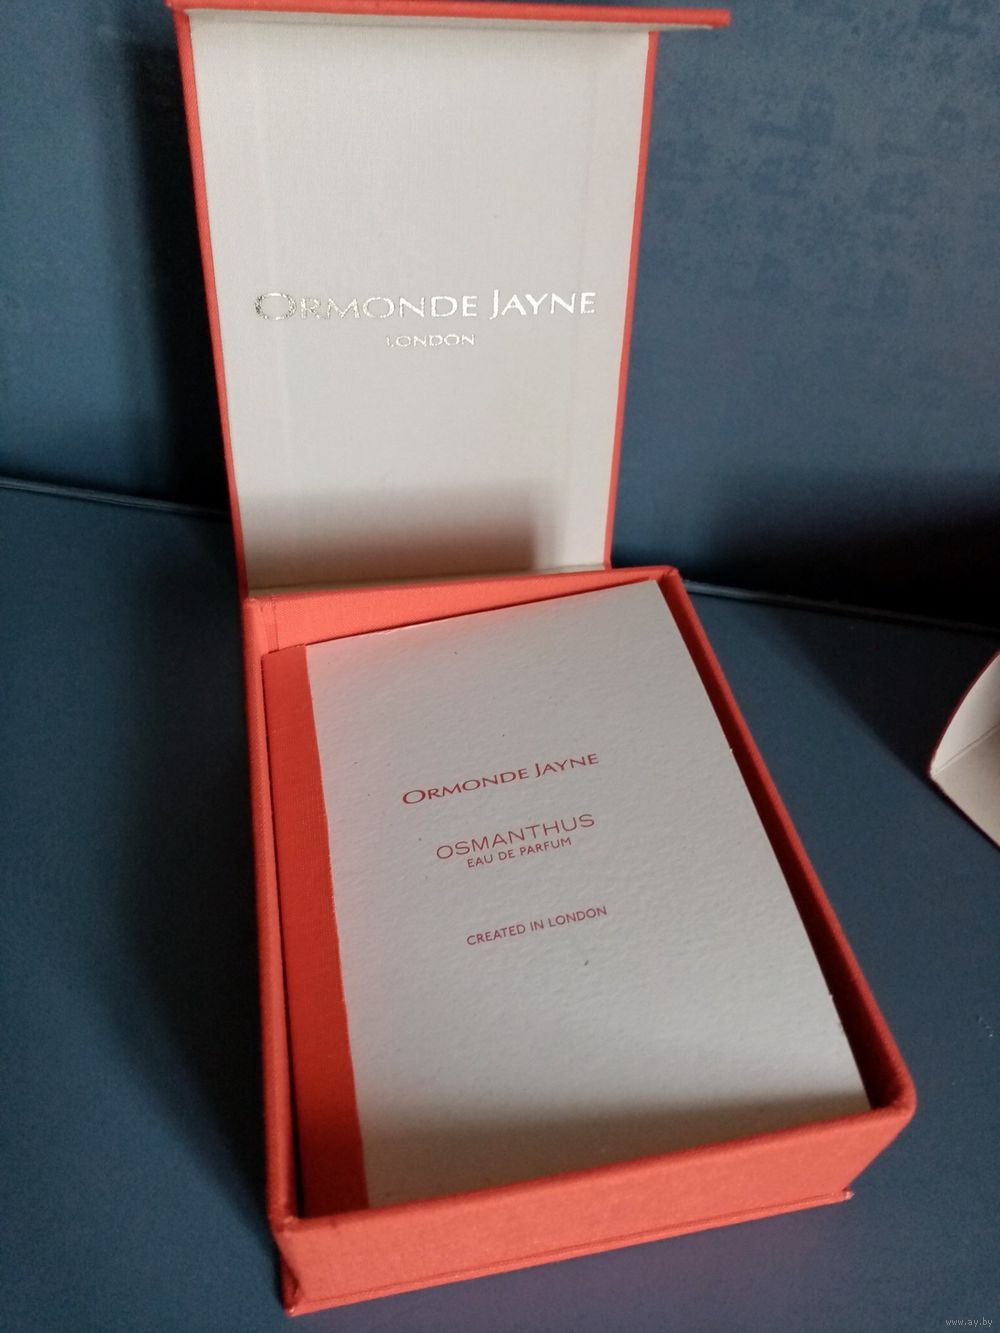 ORMONDE JAYNE
LONDON
ORMONDE JAYNE
OSMANTHUS
EAU DE PARFUM
CREATED IN LONDON
www.ay.by